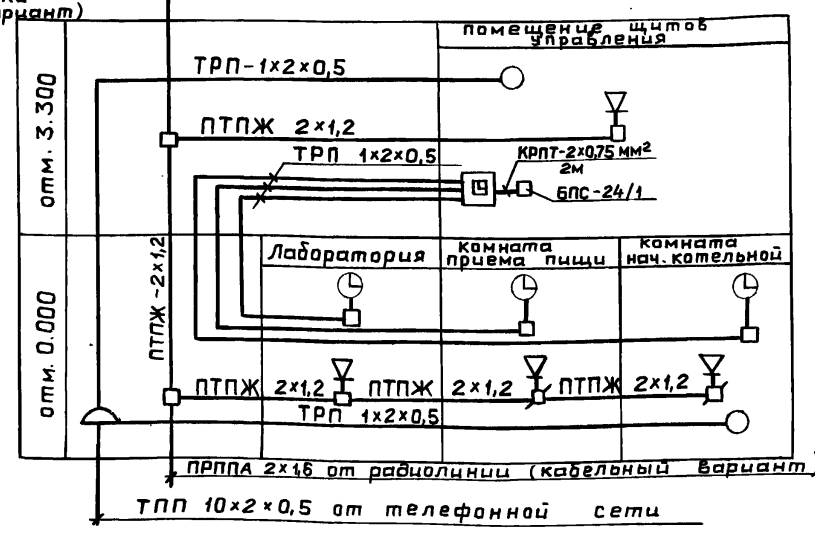 ариант)
помещение щитов
управления
ТРП-1×2×0,5
отм. 3.300
ПТПЖ 2×1,2
ТРП 1×2×0,5
КРПТ-2×0,75 мм²
2м
БПС-24/1
ПТПЖ-2×1,2
Лаборатория
комната
приема пищи
комната
нач. котельной
отм. 0.000
ПТПЖ 2×1,2
ПТПЖ 2×1,2
ПТПЖ 2×1,2
ТРП 1×2×0,5
ПРППА 2×1,6 от радиолинии (кабельный вариант)
ТПП 10×2×0,5 от телефонной сети